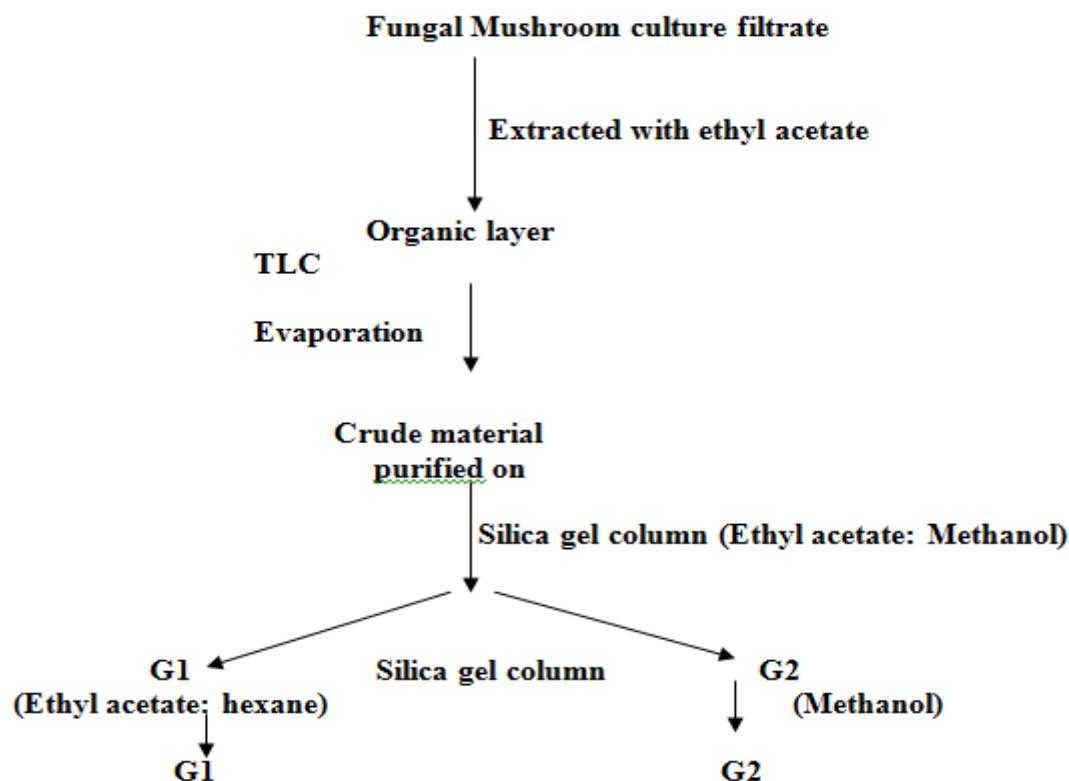 Fungal Mushroom culture filtrate
Extracted with ethyl acetate
Organic layer
TLC
Evaporation
Crude material
purified on
Silica gel column (Ethyl acetate: Methanol)
G1
Silica gel column
G2
(Ethyl acetate: hexane)
(Methanol)
G1
G2